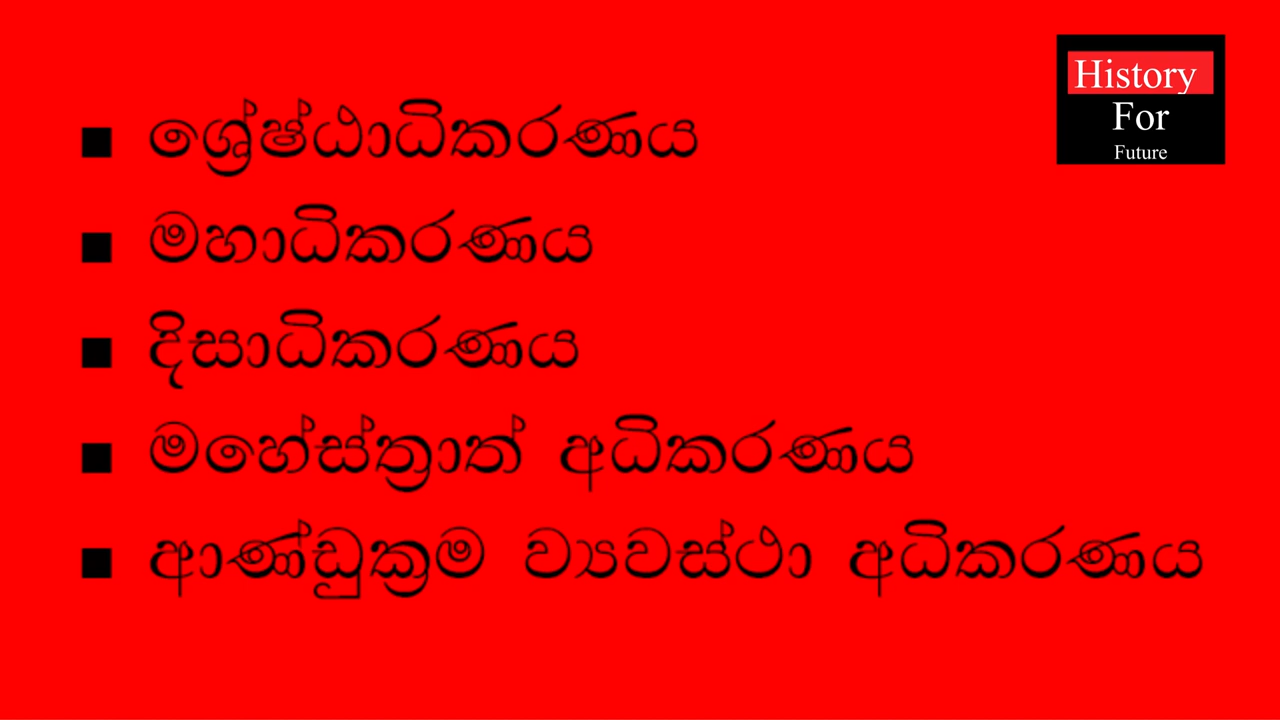 History
For
Future
▪ ශ්‍රේෂ්ඨාධිකරණය
▪ මහාධිකරණය
▪ දිසාධිකරණය
▪ මහේස්ත්‍රාත් අධිකරණය
▪ ආණ්ඩුක්‍රම ව්‍යවස්ථා අධිකරණය